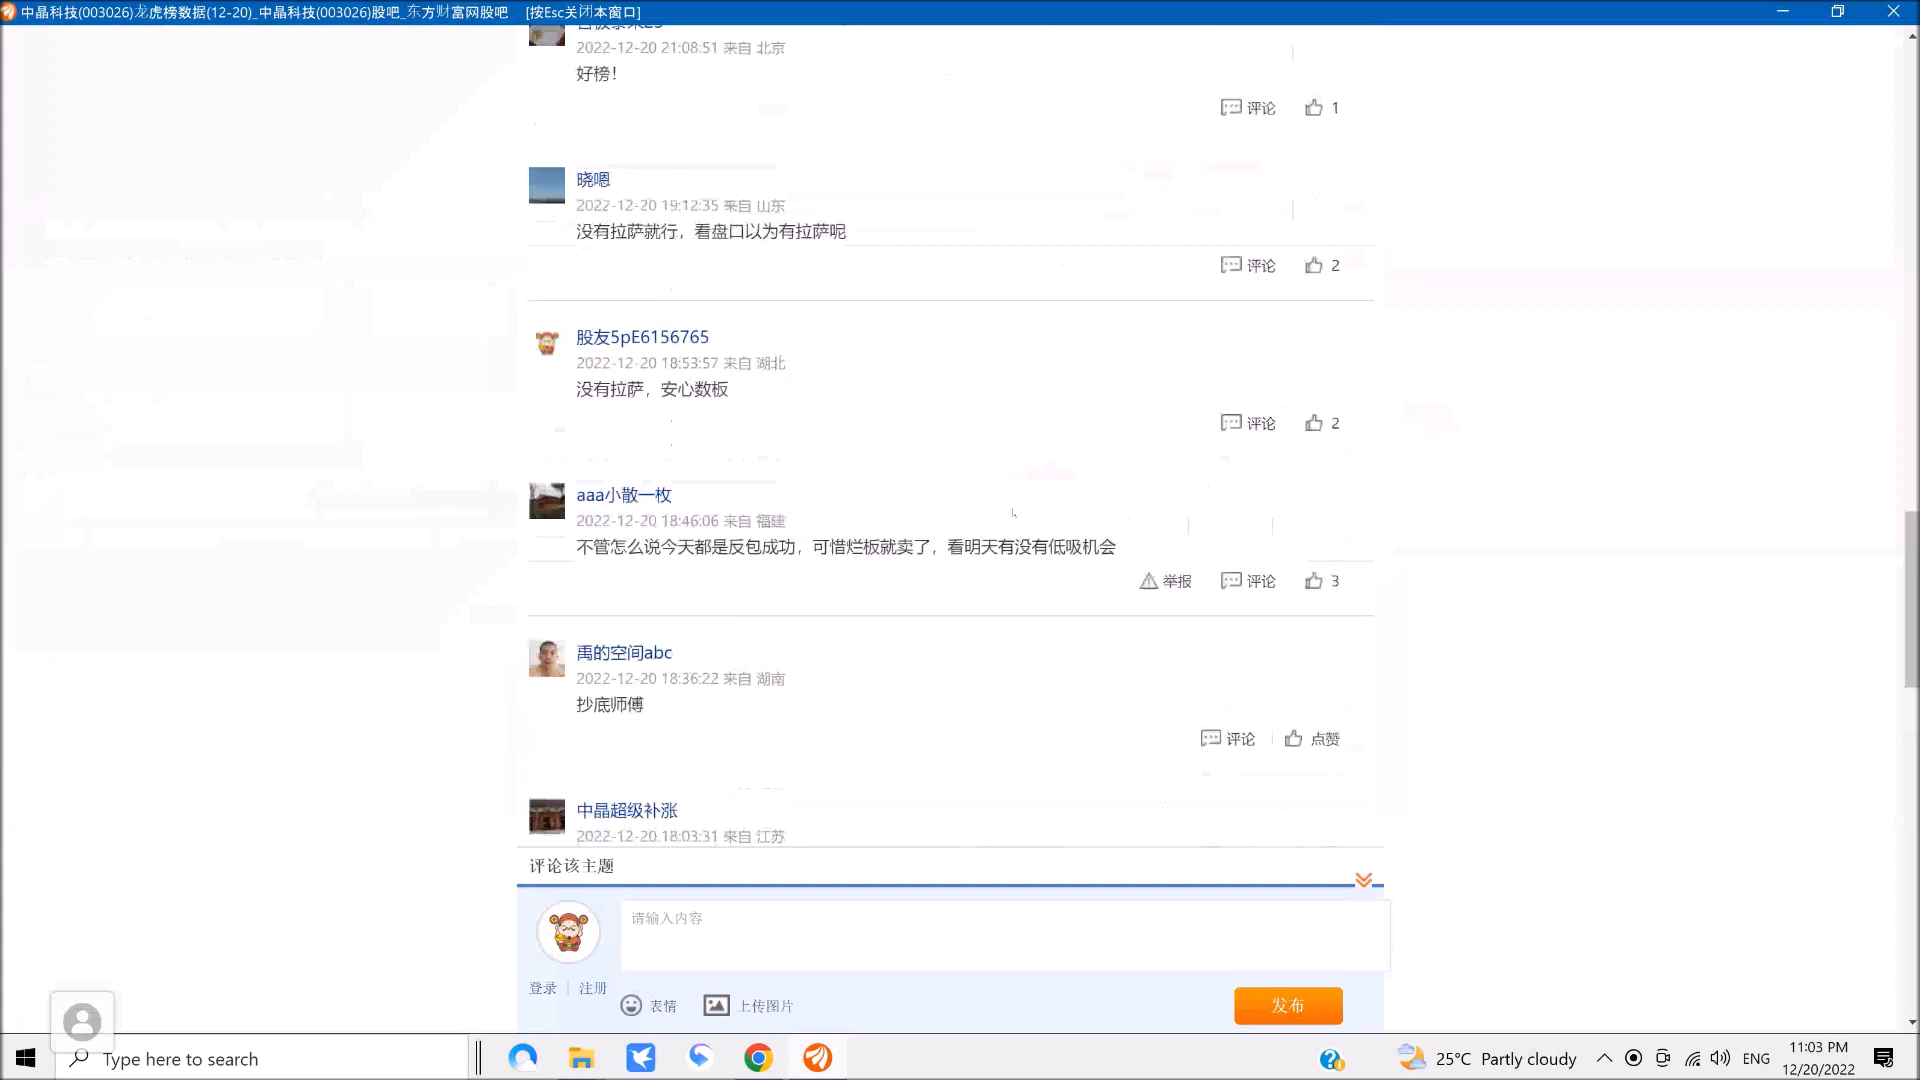 中晶科技(003026)龙虎榜数据(12-20)_中晶科技(003026)股吧_东方财富网股吧 [按Esc关闭本窗口]
2022-12-20 21:08:51 来自 北京
好榜!
评论 1
晓嗯
2022-12-20 19:12:35 来自 山东
没有拉萨就行，看盘口以为有拉萨呢
评论 2
股友5pE6156765
2022-12-20 18:53:57 来自 湖北
没有拉萨，安心数板
评论 2
aaa小散一枚
2022-12-20 18:46:06 来自 福建
不管怎么说今天都是反包成功，可惜烂板就卖了，看明天有没有低吸机会
举报 评论 3
禹的空间abc
2022-12-20 18:36:22 来自 湖南
抄底师傅
评论 点赞
中晶超级补涨
2022-12-20 18:03:31 来自 江苏
评论该主题
请输入内容
登录 | 注册
表情 上传图片 发布
Type here to search
25°C Partly cloudy
ENG
11:03 PM
12/20/2022